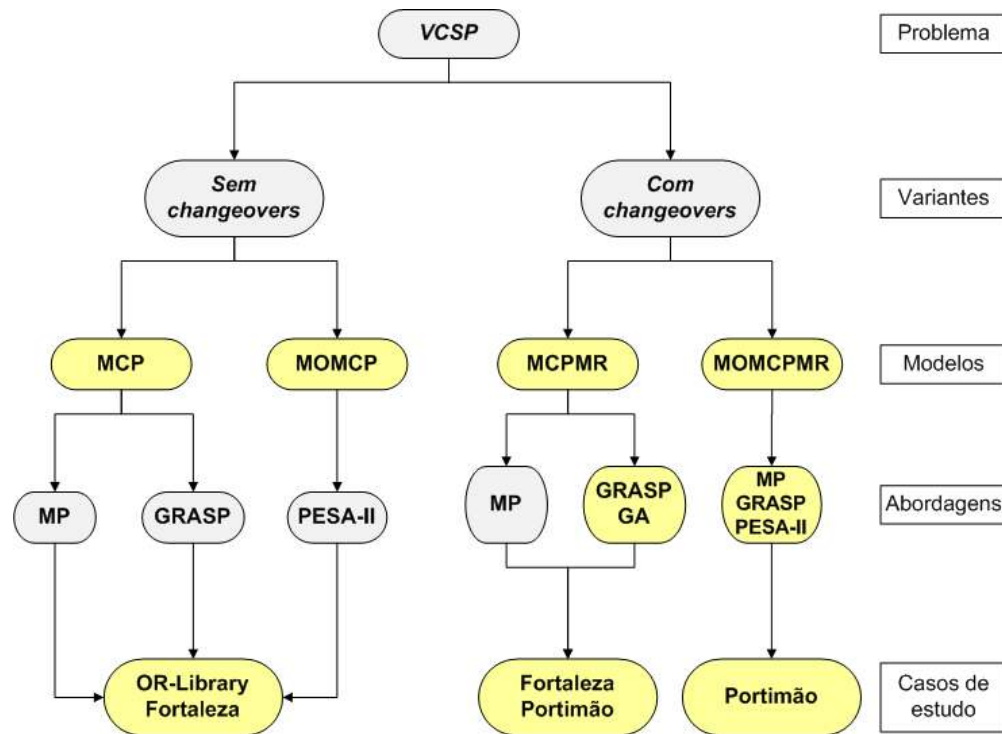 VCSP
Problema
Sem
changeovers
Com
changeovers
Variantes
MCP
MOMCP
MCPMR
MOMCPMR
Modelos
MP
GRASP
PESA-II
MP
GRASP
GA
MP
GRASP
PESA-II
Abordagens
OR-Library
Fortaleza
Fortaleza
Portimão
Portimão
Casos de
estudo